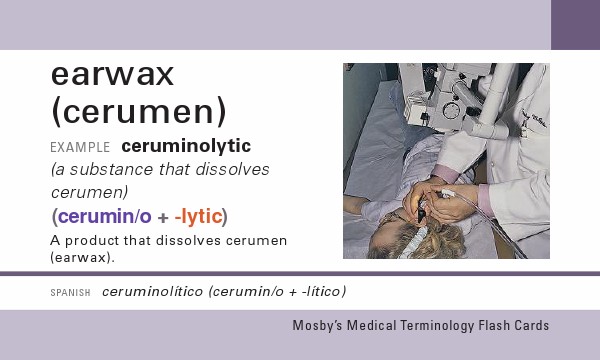 earwax
(cerumen)
EXAMPLE ceruminolytic
(a substance that dissolves
cerumen)
(cerumin/o + -lytic)
A product that dissolves cerumen
(earwax).
SPANISH ceruminolítico (cerumin/o + -lítico)
Mosby's Medical Terminology Flash Cards